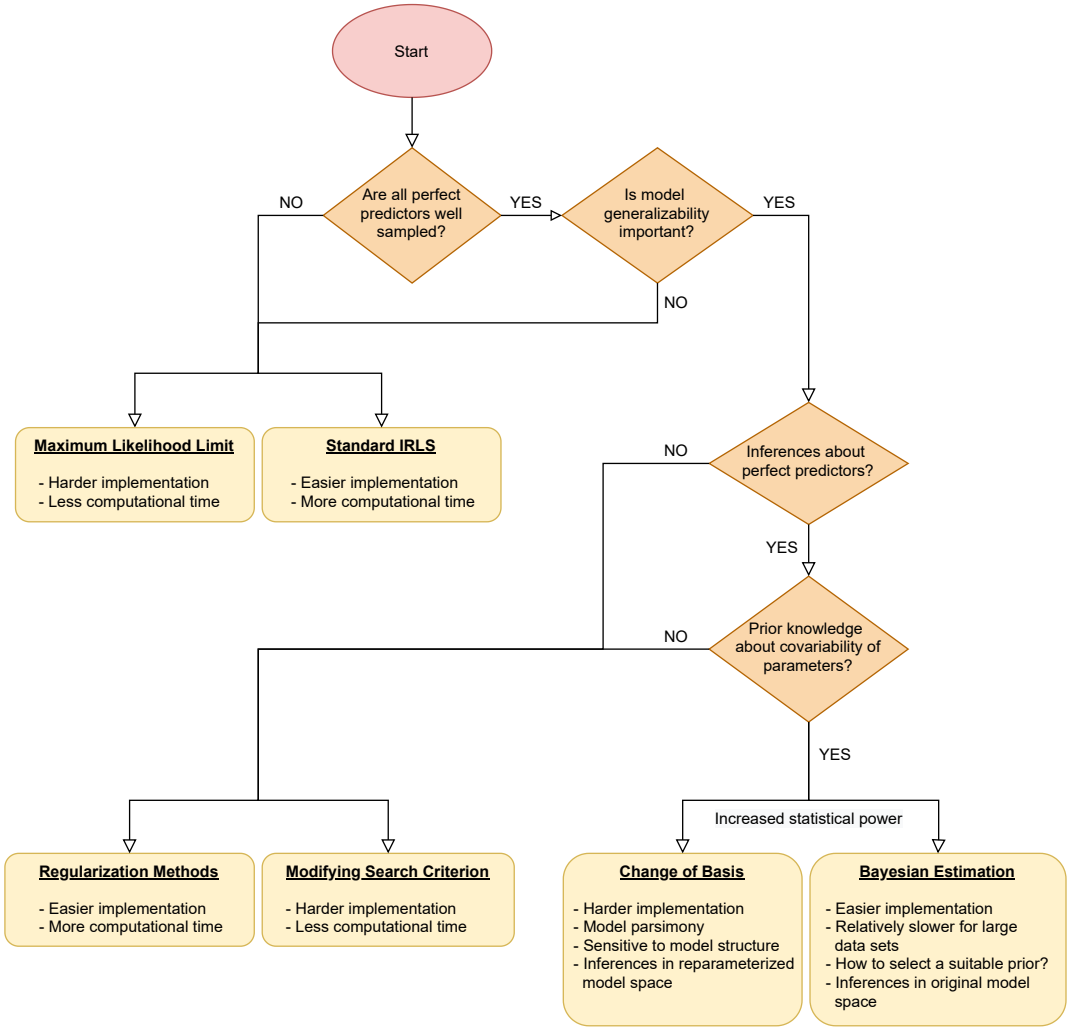 Start
Are all perfect
predictors well
sampled?
NO
YES
Is model
generalizability
important?
YES
NO
Maximum Likelihood Limit
- Harder implementation
- Less computational time
Standard IRLS
- Easier implementation
- More computational time
Inferences about
perfect predictors?
NO
YES
Prior knowledge
about covariability of
parameters?
NO
YES
Increased statistical power
Regularization Methods
- Easier implementation
- More computational time
Modifying Search Criterion
- Harder implementation
- Less computational time
Change of Basis
- Harder implementation
- Model parsimony
- Sensitive to model structure
- Inferences in reparameterized
model space
Bayesian Estimation
- Easier implementation
- Relatively slower for large
data sets
- How to select a suitable prior?
- Inferences in original model
space